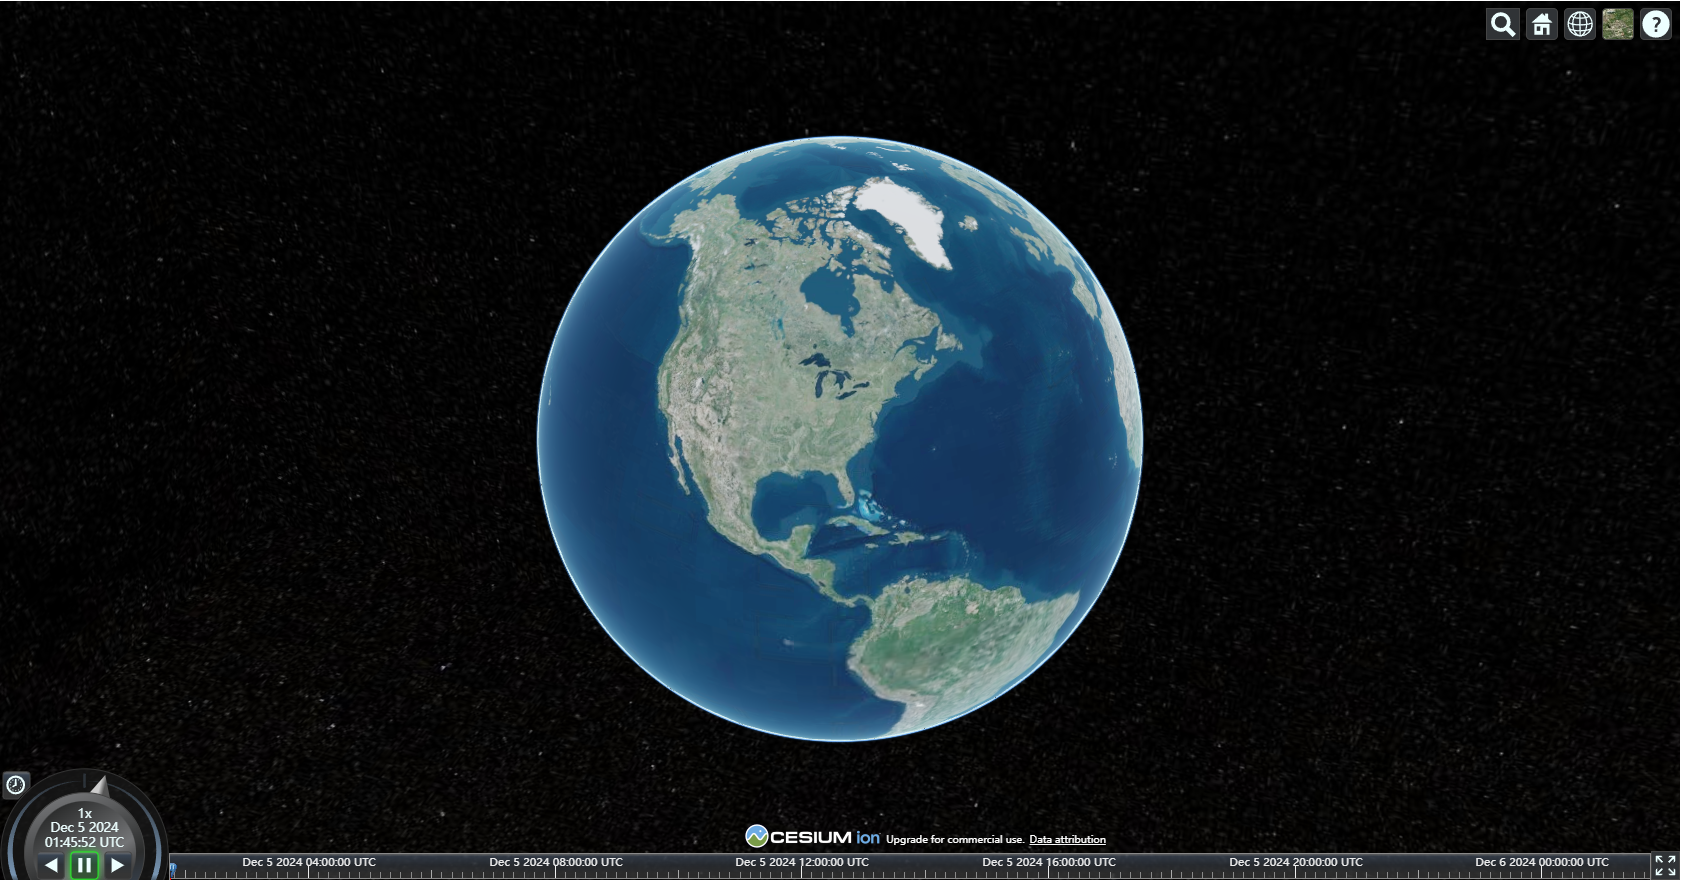 ?
1x
Dec 5 2024
01:45:52 UTC
CESIUM ion Upgrade for commercial use. Data attribution
Dec 5 2024 04:00:00 UTC
Dec 5 2024 08:00:00 UTC
Dec 5 2024 12:00:00 UTC
Dec 5 2024 16:00:00 UTC
Dec 5 2024 20:00:00 UTC
Dec 6 2024 00:00:00 UTC